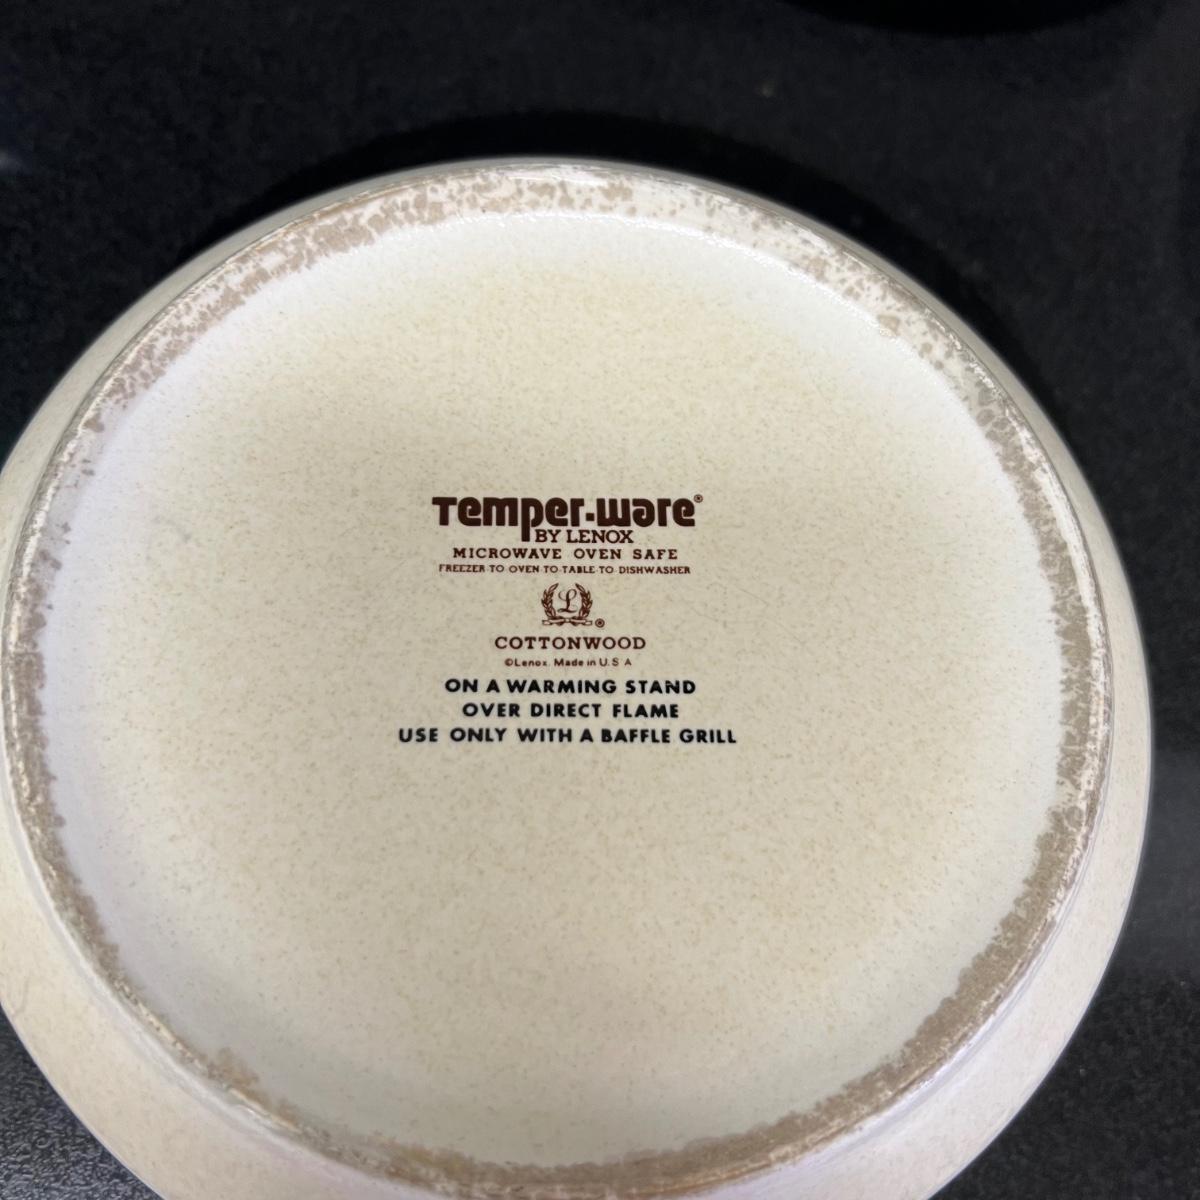 Temper-ware®
BY LENOX
MICROWAVE OVEN SAFE
FREEZER-TO-OVEN-TO-TABLE-TO-DISHWASHER
L ®
COTTONWOOD
©Lenox. Made in U.S A
ON A WARMING STAND
OVER DIRECT FLAME
USE ONLY WITH A BAFFLE GRILL